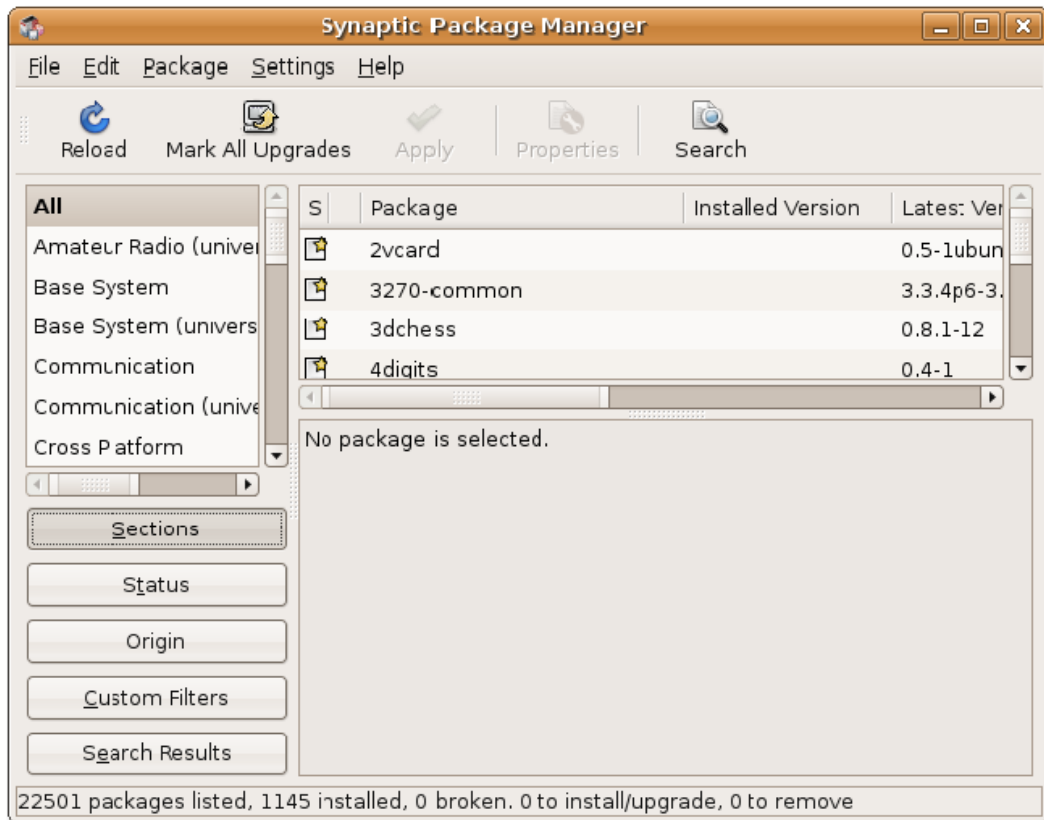 Synaptic Package Manager
File Edit Package Settings Help
Reload Mark All Upgrades Apply Properties Search
All
Amateur Radio (univer
Base System
Base System (univers
Communication
Communication (unive
Cross Platform
S Package Installed Version Latest Ver
2vcard 0.5-1ubun
3270-common 3.3.4p6-3.
3dchess 0.8.1-12
4digits 0.4-1
No package is selected.
Sections
Status
Origin
Custom Filters
Search Results
22501 packages listed, 1145 installed, 0 broken. 0 to install/upgrade, 0 to remove